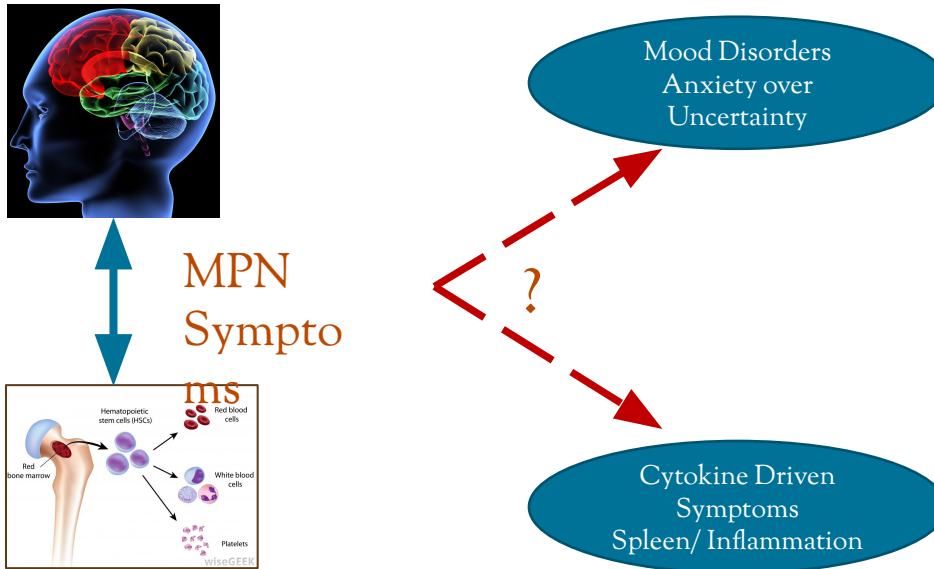 Mood Disorders
Anxiety over
Uncertainty
MPN
Sympto
ms
?
Hematopoietic
stem cells (HSCs)
Red blood
cells
Red
bone marrow
White blood
cells
Platelets
wiseGEEK
Cytokine Driven
Symptoms
Spleen/ Inflammation